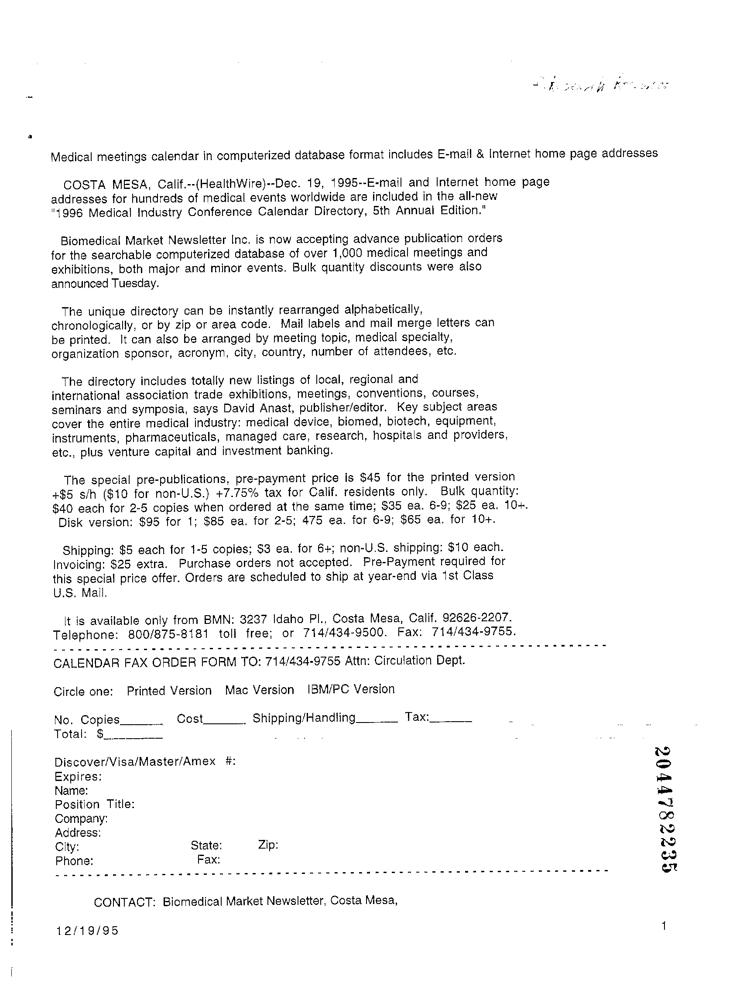 Medical meetings calendar in computerized database format includes E-mail & Internet home page addresses
COSTA MESA, Calif.--(HealthWire)--Dec. 19, 1995--E-mail and Internet home page
addresses for hundreds of medical events worldwide are included in the all-new
"1996 Medical Industry Conference Calendar Directory, 5th Annual Edition."
Biomedical Market Newsletter Inc. is now accepting advance publication orders
for the searchable computerized database of over 1,000 medical meetings and
exhibitions, both major and minor events. Bulk quantity discounts were also
announced Tuesday.
The unique directory can be instantly rearranged alphabetically,
chronologically, or by zip or area code. Mail labels and mail merge letters can
be printed. It can also be arranged by meeting topic, medical specialty,
organization sponsor, acronym, city, country, number of attendees, etc.
The directory includes totally new listings of local, regional and
international association trade exhibitions, meetings, conventions, courses,
seminars and symposia, says David Anast, publisher/editor. Key subject areas
cover the entire medical industry: medical device, biomed, biotech, equipment,
instruments, pharmaceuticals, managed care, research, hospitals and providers,
etc., plus venture capital and investment banking.
The special pre-publications, pre-payment price is $45 for the printed version
+$5 s/h ($10 for non-U.S.) +7.75% tax for Calif. residents only. Bulk quantity:
$40 each for 2-5 copies when ordered at the same time; $35 ea. 6-9; $25 ea. 10+.
Disk version: $95 for 1; $85 ea. for 2-5; 475 ea. for 6-9; $65 ea. for 10+.
Shipping: $5 each for 1-5 copies; $3 ea. for 6+; non-U.S. shipping: $10 each.
Invoicing: $25 extra. Purchase orders not accepted. Pre-Payment required for
this special price offer. Orders are scheduled to ship at year-end via 1st Class
U.S. Mail.
It is available only from BMN: 3237 Idaho Pl., Costa Mesa, Calif. 92626-2207.
Telephone: 800/875-8181 toll free; or 714/434-9500. Fax: 714/434-9755.
CALENDAR FAX ORDER FORM TO: 714/434-9755 Attn: Circulation Dept.
Circle one: Printed Version Mac Version IBM/PC Version
No. Copies______ Cost______ Shipping/Handling______ Tax:______
Total: $________
Discover/Visa/Master/Amex #:
Expires:
Name:
Position Title:
Company:
Address:
City: State: Zip:
Phone: Fax:
CONTACT: Biomedical Market Newsletter, Costa Mesa,
12/19/95
1
2044782235